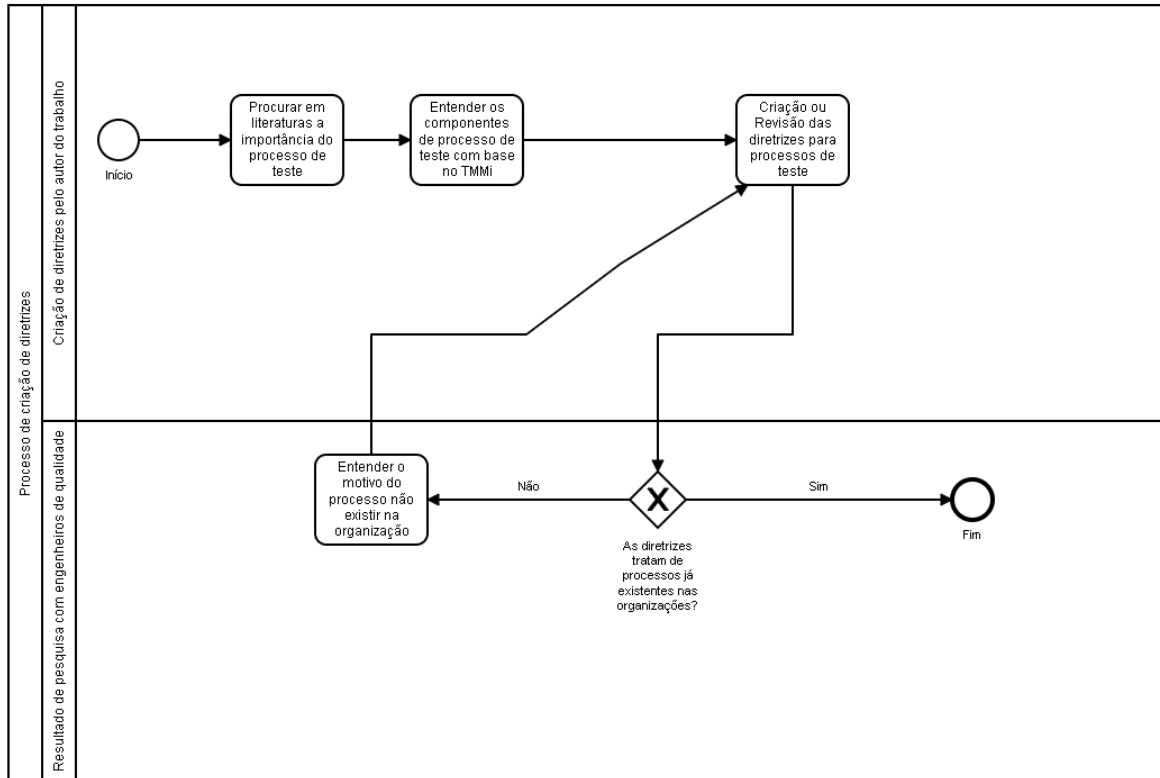 Processo de criação de diretrizes
Criação de diretrizes pelo autor do trabalho
Início
Procurar em
literaturas a
importância do
processo de
teste
Entender os
componentes
de processo de
teste com base
no TMMi
Criação ou
Revisão das
diretrizes para
processos de
teste
Resultado de pesquisa com engenheiros de qualidade
Entender o
motivo do
processo não
existir na
organização
Não
As diretrizes
tratam de
processos já
existentes nas
organizações?
Sim
Fim